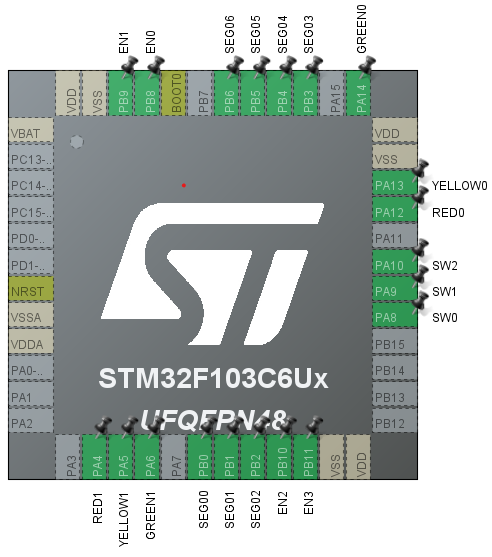 EN1
EN0
SEG06
SEG05
SEG04
SEG03
GREEN0
VDD
VSS
PB9
PB8
BOOT0
PB7
PB6
PB5
PB4
PB3
PA15
PA14
VBAT
PC13-..
PC14-..
PC15-..
PD0-..
PD1-..
NRST
VSSA
VDDA
PA0-..
PA1
PA2
VDD
VSS
PA13 YELLOW0
PA12 RED0
PA11
PA10 SW2
PA9 SW1
PA8 SW0
PB15
PB14
PB13
PB12
ST
STM32F103C6Ux
UFQFPN48
PA3
PA4
PA5
PA6
PA7
PB0
PB1
PB2
PB10
PB11
VSS
VDD
RED1
YELLOW1
GREEN1
SEG00
SEG01
SEG02
EN2
EN3